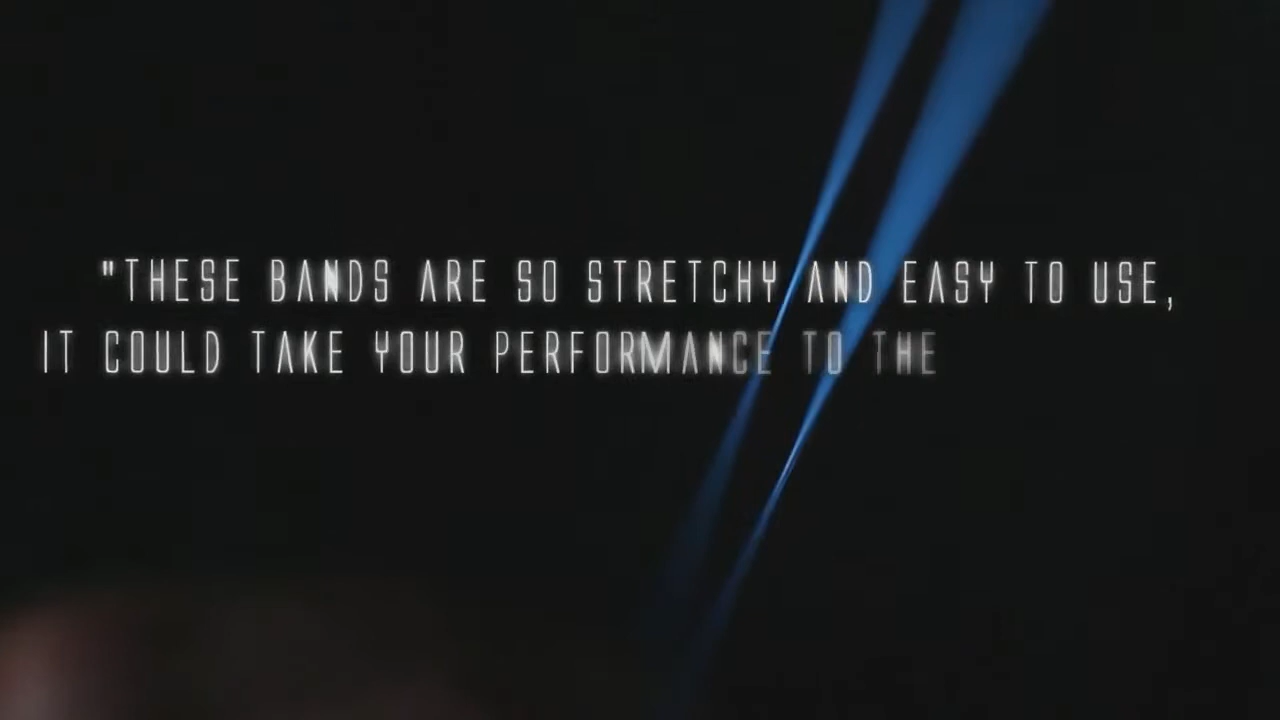 "THESE BANDS ARE SO STRETCHY AND EASY TO USE,
IT COULD TAKE YOUR PERFORMANCE TO THE